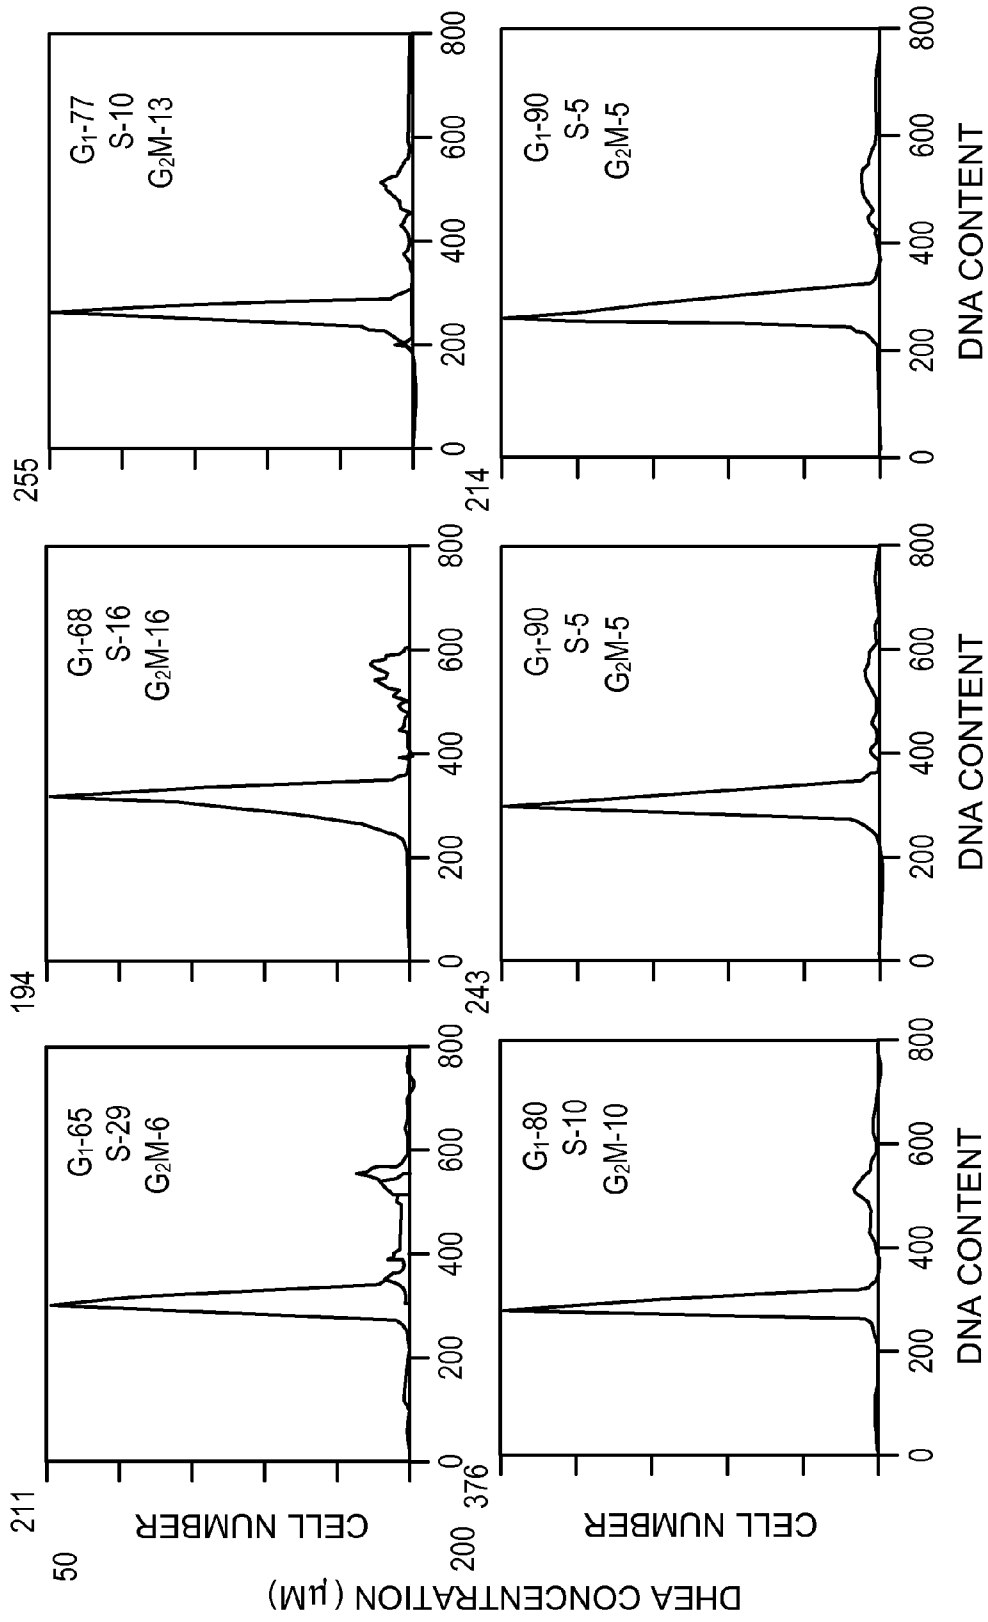 255
194
211
50
G₁-77
S-10
G₂M-13
G₁-68
S-16
G₂M-16
G₁-65
S-29
G₂M-6
CELL NUMBER
0 200 400 600 800
0 200 400 600 800
0 200 400 600 800
214
243
376
200
G₁-90
S-5
G₂M-5
G₁-90
S-5
G₂M-5
G₁-80
S-10
G₂M-10
CELL NUMBER
0 200 400 600 800
0 200 400 600 800
0 200 400 600 800
DNA CONTENT
DNA CONTENT
DNA CONTENT
DHEA CONCENTRATION (µM)